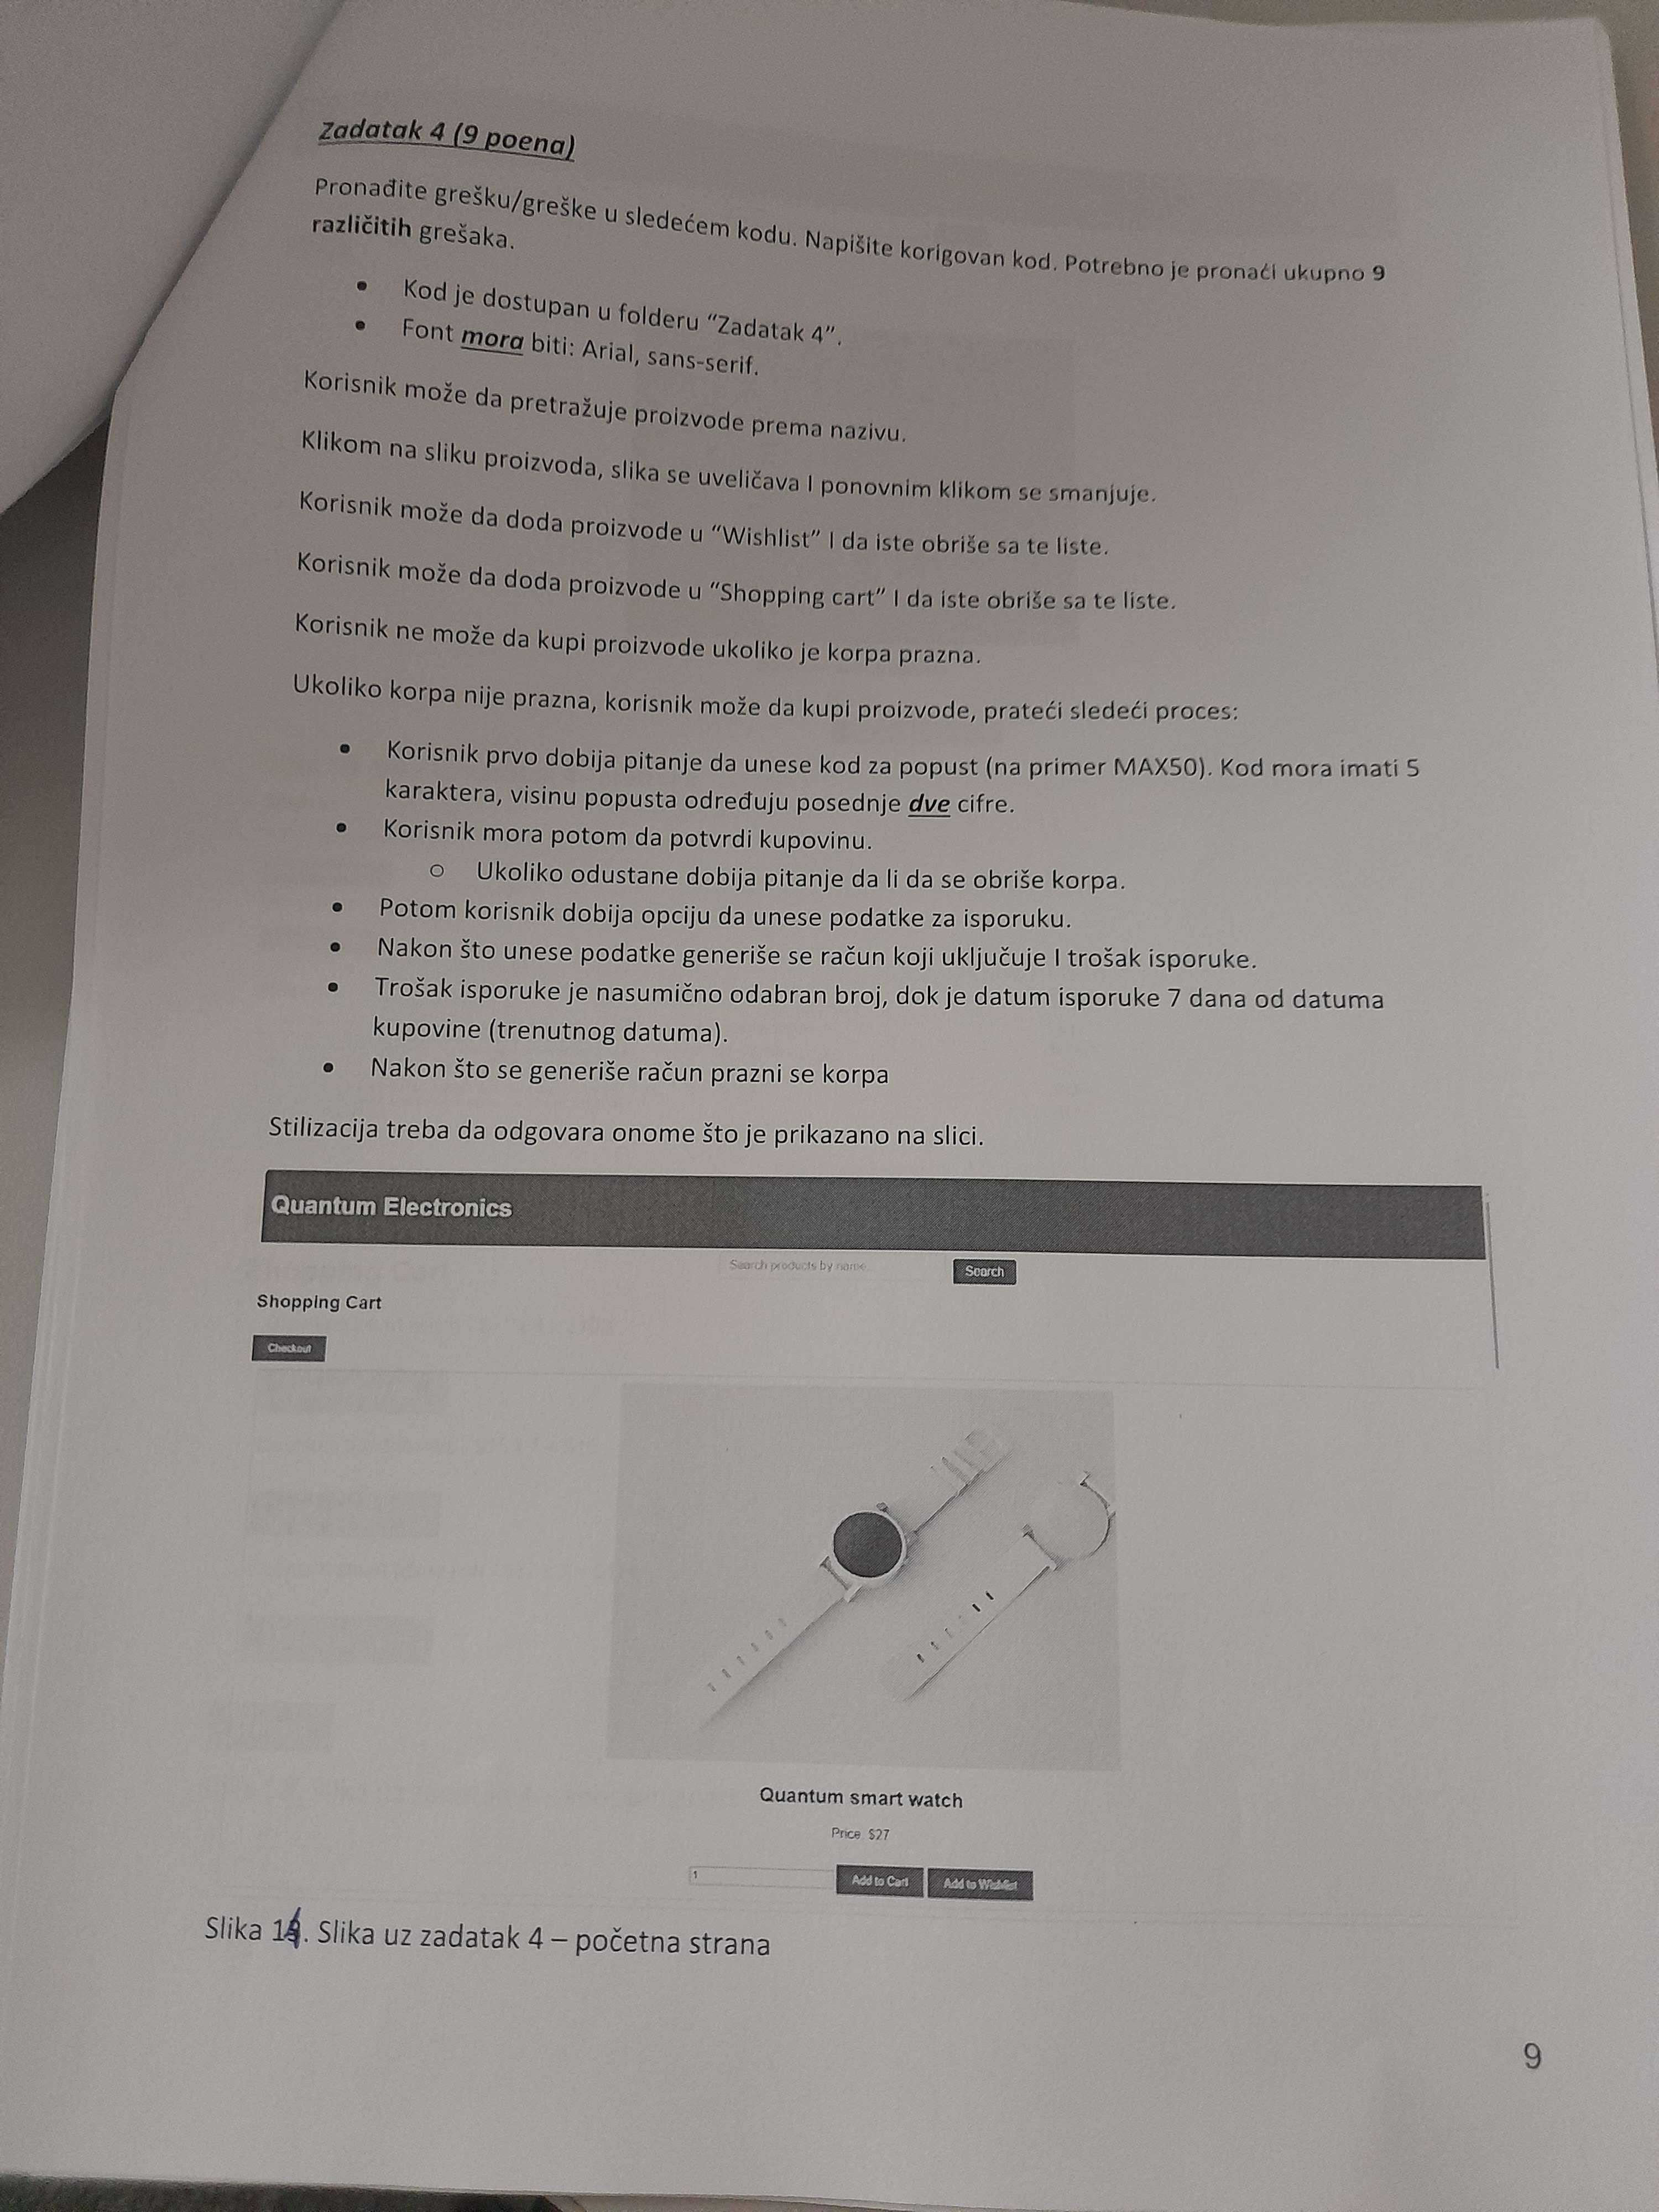 Zadatak 4 (9 poena)
Pronađite grešku/greške u sledećem kodu. Napišite korigovan kod. Potrebno je pronaći ukupno 9
različitih grešaka.
• Kod je dostupan u folderu “Zadatak 4”.
• Font mora biti: Arial, sans-serif.
Korisnik može da pretražuje proizvode prema nazivu.
Klikom na sliku proizvoda, slika se uveličava I ponovnim klikom se smanjuje.
Korisnik može da doda proizvode u “Wishlist” I da iste obriše sa te liste.
Korisnik može da doda proizvode u “Shopping cart” I da iste obriše sa te liste.
Korisnik ne može da kupi proizvode ukoliko je korpa prazna.
Ukoliko korpa nije prazna, korisnik može da kupi proizvode, prateći sledeći proces:
• Korisnik prvo dobija pitanje da unese kod za popust (na primer MAX50). Kod mora imati 5
karaktera, visinu popusta određuju posednje dve cifre.
• Korisnik mora potom da potvrdi kupovinu.
o Ukoliko odustane dobija pitanje da li da se obriše korpa.
• Potom korisnik dobija opciju da unese podatke za isporuku.
• Nakon što unese podatke generiše se račun koji uključuje I trošak isporuke.
• Trošak isporuke je nasumično odabran broj, dok je datum isporuke 7 dana od datuma
kupovine (trenutnog datuma).
• Nakon što se generiše račun prazni se korpa
Stilizacija treba da odgovara onome što je prikazano na slici.
Quantum Electronics
Search products by name
Search
Shopping Cart
Checkout
Quantum smart watch
Price $27
1
Add to Cart
Add to Wishlist
Slika 14. Slika uz zadatak 4 – početna strana
9